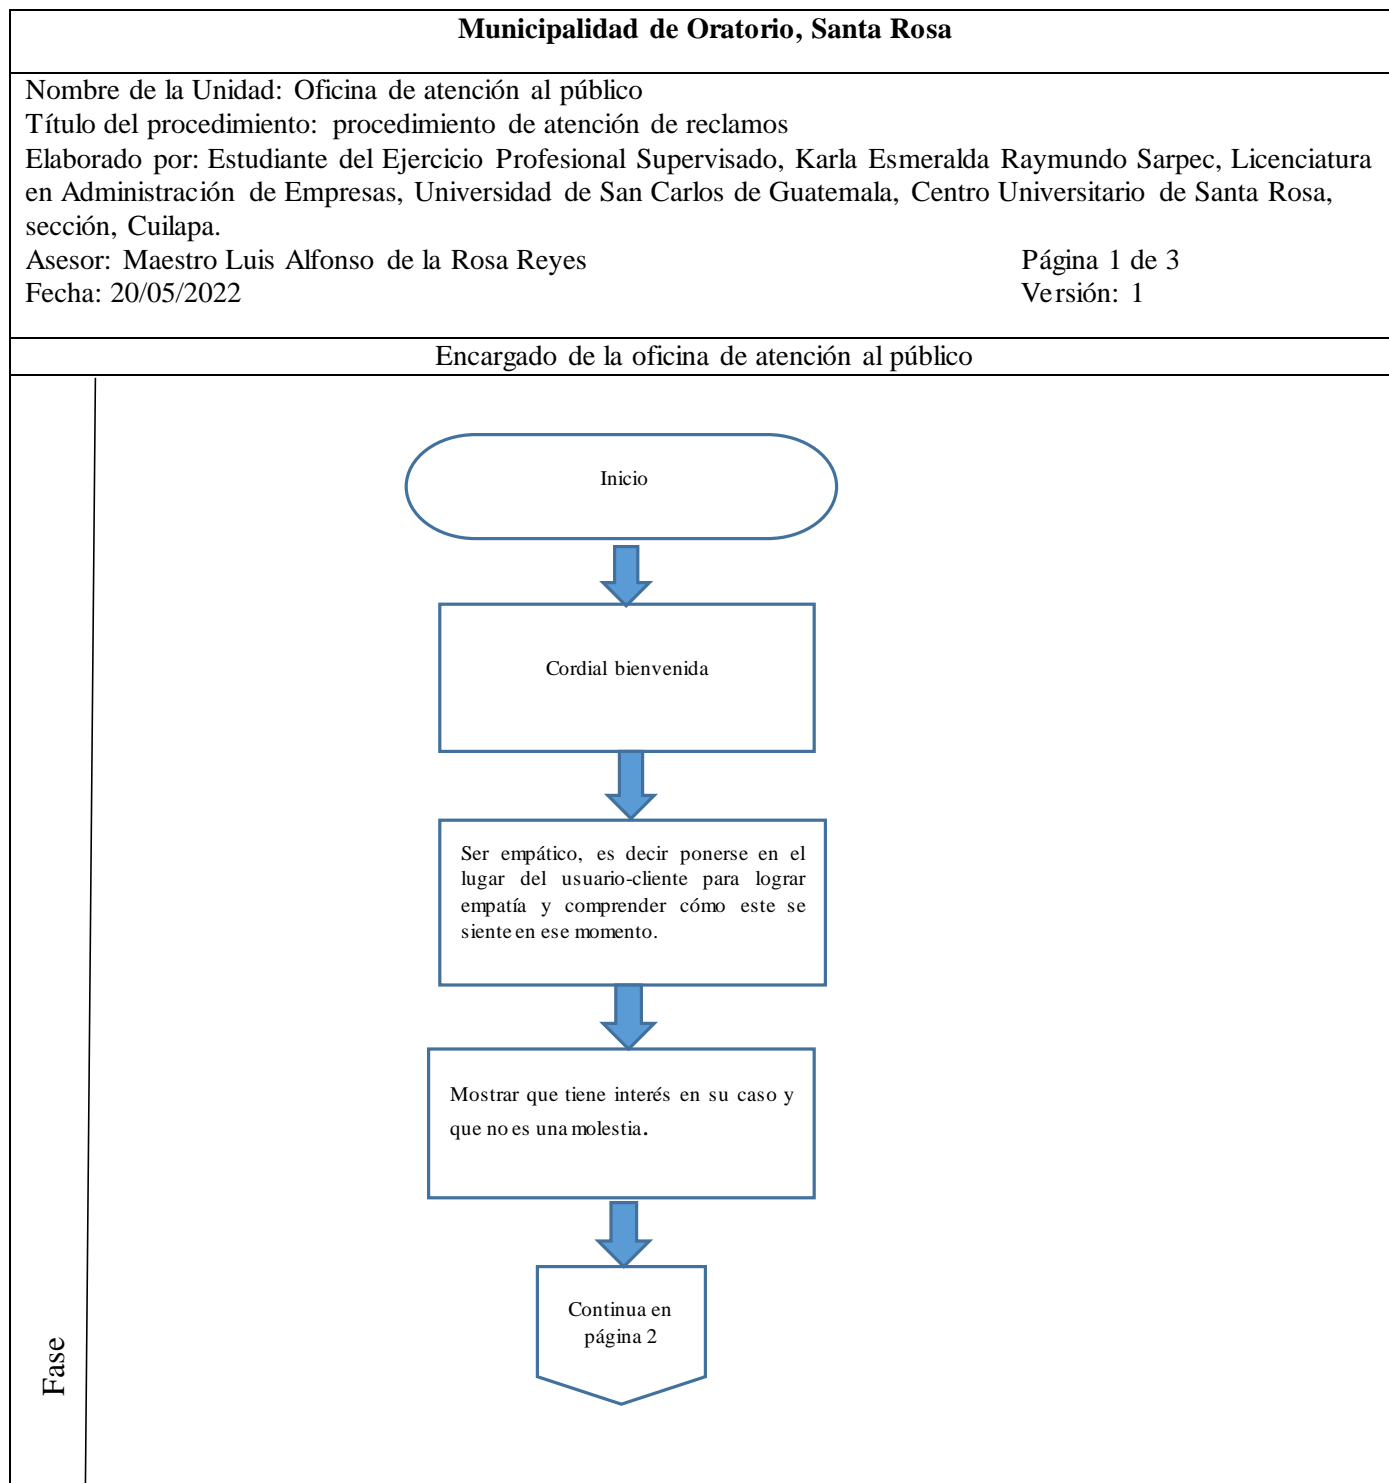 Municipalidad de Oratorio, Santa Rosa
Nombre de la Unidad: Oficina de atención al público
Título del procedimiento: procedimiento de atención de reclamos
Elaborado por: Estudiante del Ejercicio Profesional Supervisado, Karla Esmeralda Raymundo Sarpec, Licenciatura
en Administración de Empresas, Universidad de San Carlos de Guatemala, Centro Universitario de Santa Rosa,
sección, Cuilapa.
Asesor: Maestro Luis Alfonso de la Rosa Reyes Página 1 de 3
Fecha: 20/05/2022 Versión: 1
Encargado de la oficina de atención al público
Inicio
Cordial bienvenida
Ser empático, es decir ponerse en el
lugar del usuario-cliente para lograr
empatía y comprender cómo este se
siente en ese momento.
Mostrar que tiene interés en su caso y
que no es una molestia.
Continua en
página 2
Fase